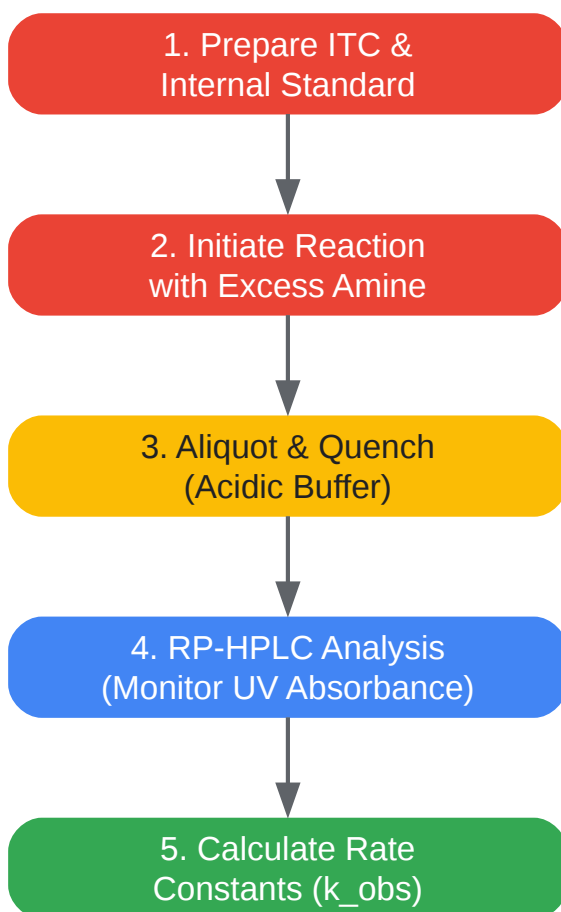 1. Prepare ITC &
Internal Standard
2. Initiate Reaction
with Excess Amine
3. Aliquot & Quench
(Acidic Buffer)
4. RP-HPLC Analysis
(Monitor UV Absorbance)
5. Calculate Rate
Constants (k_obs)